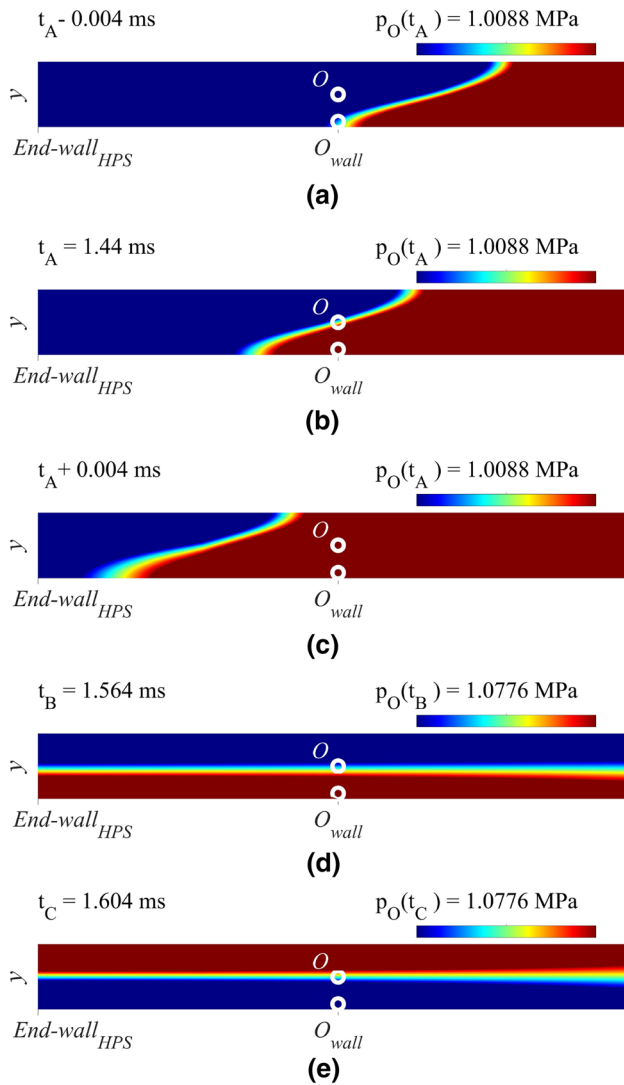 t_A - 0.004 ms p_O(t_A) = 1.0088 MPa
y O
End-wall_HPS O_wall
(a)
t_A = 1.44 ms p_O(t_A) = 1.0088 MPa
y O
End-wall_HPS O_wall
(b)
t_A + 0.004 ms p_O(t_A) = 1.0088 MPa
y O
End-wall_HPS O_wall
(c)
t_B = 1.564 ms p_O(t_B) = 1.0776 MPa
y O
End-wall_HPS O_wall
(d)
t_C = 1.604 ms p_O(t_C) = 1.0776 MPa
y O
End-wall_HPS O_wall
(e)